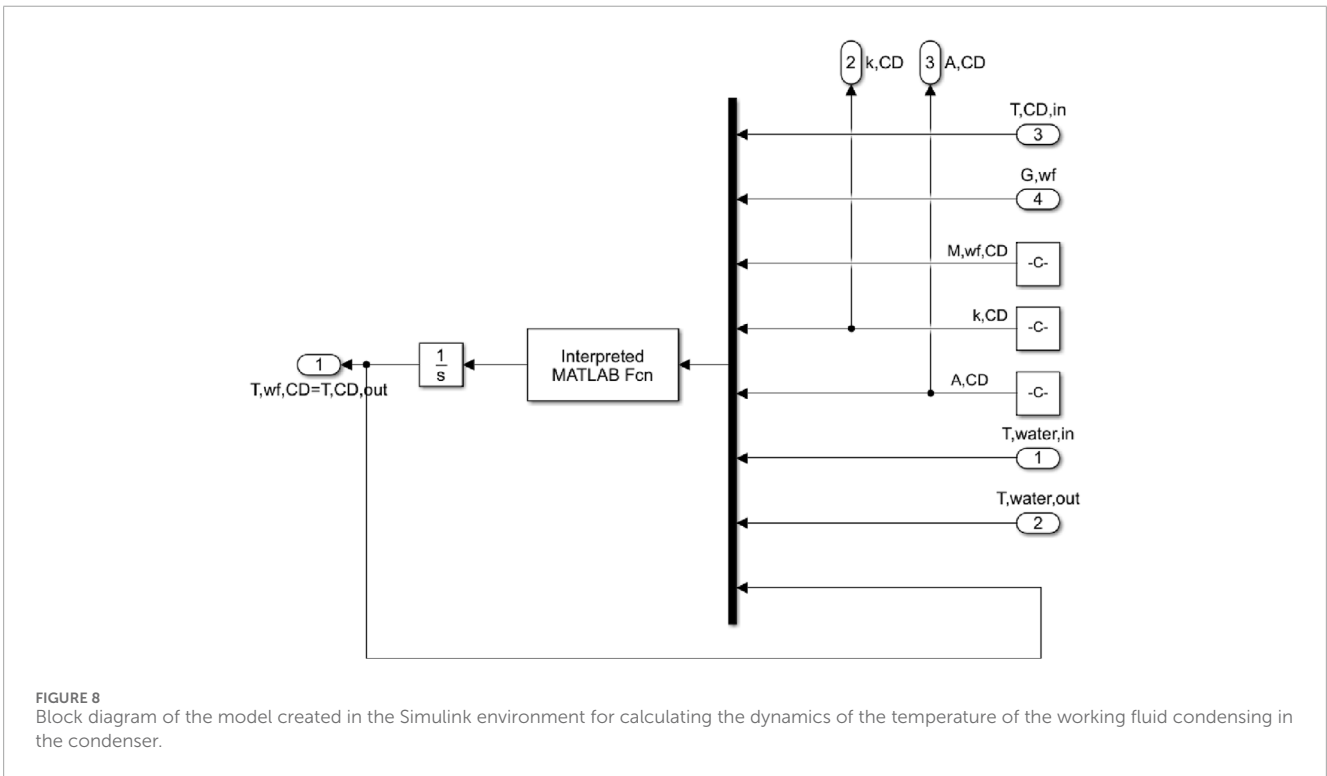 2 k,CD 3 A,CD
T,CD,in
3
G,wf
4
M,wf,CD -C-
k,CD -C-
Interpreted
MATLAB Fcn
1
s
1
T,wf,CD=T,CD,out
A,CD -C-
T,water,in
1
T,water,out
2
FIGURE 8
Block diagram of the model created in the Simulink environment for calculating the dynamics of the temperature of the working fluid condensing in
the condenser.